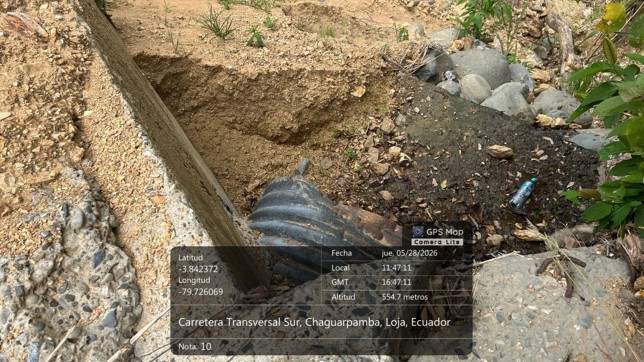 GPS Map
Camera Lite
Latitud
-3.842372
Longitud
-79.726069
Fecha jue, 05/28/2026
Local 11:47:11
GMT 16:47:11
Altitud 554.7 metros
Carretera Transversal Sur, Chaguarpamba, Loja, Ecuador
Nota: 10